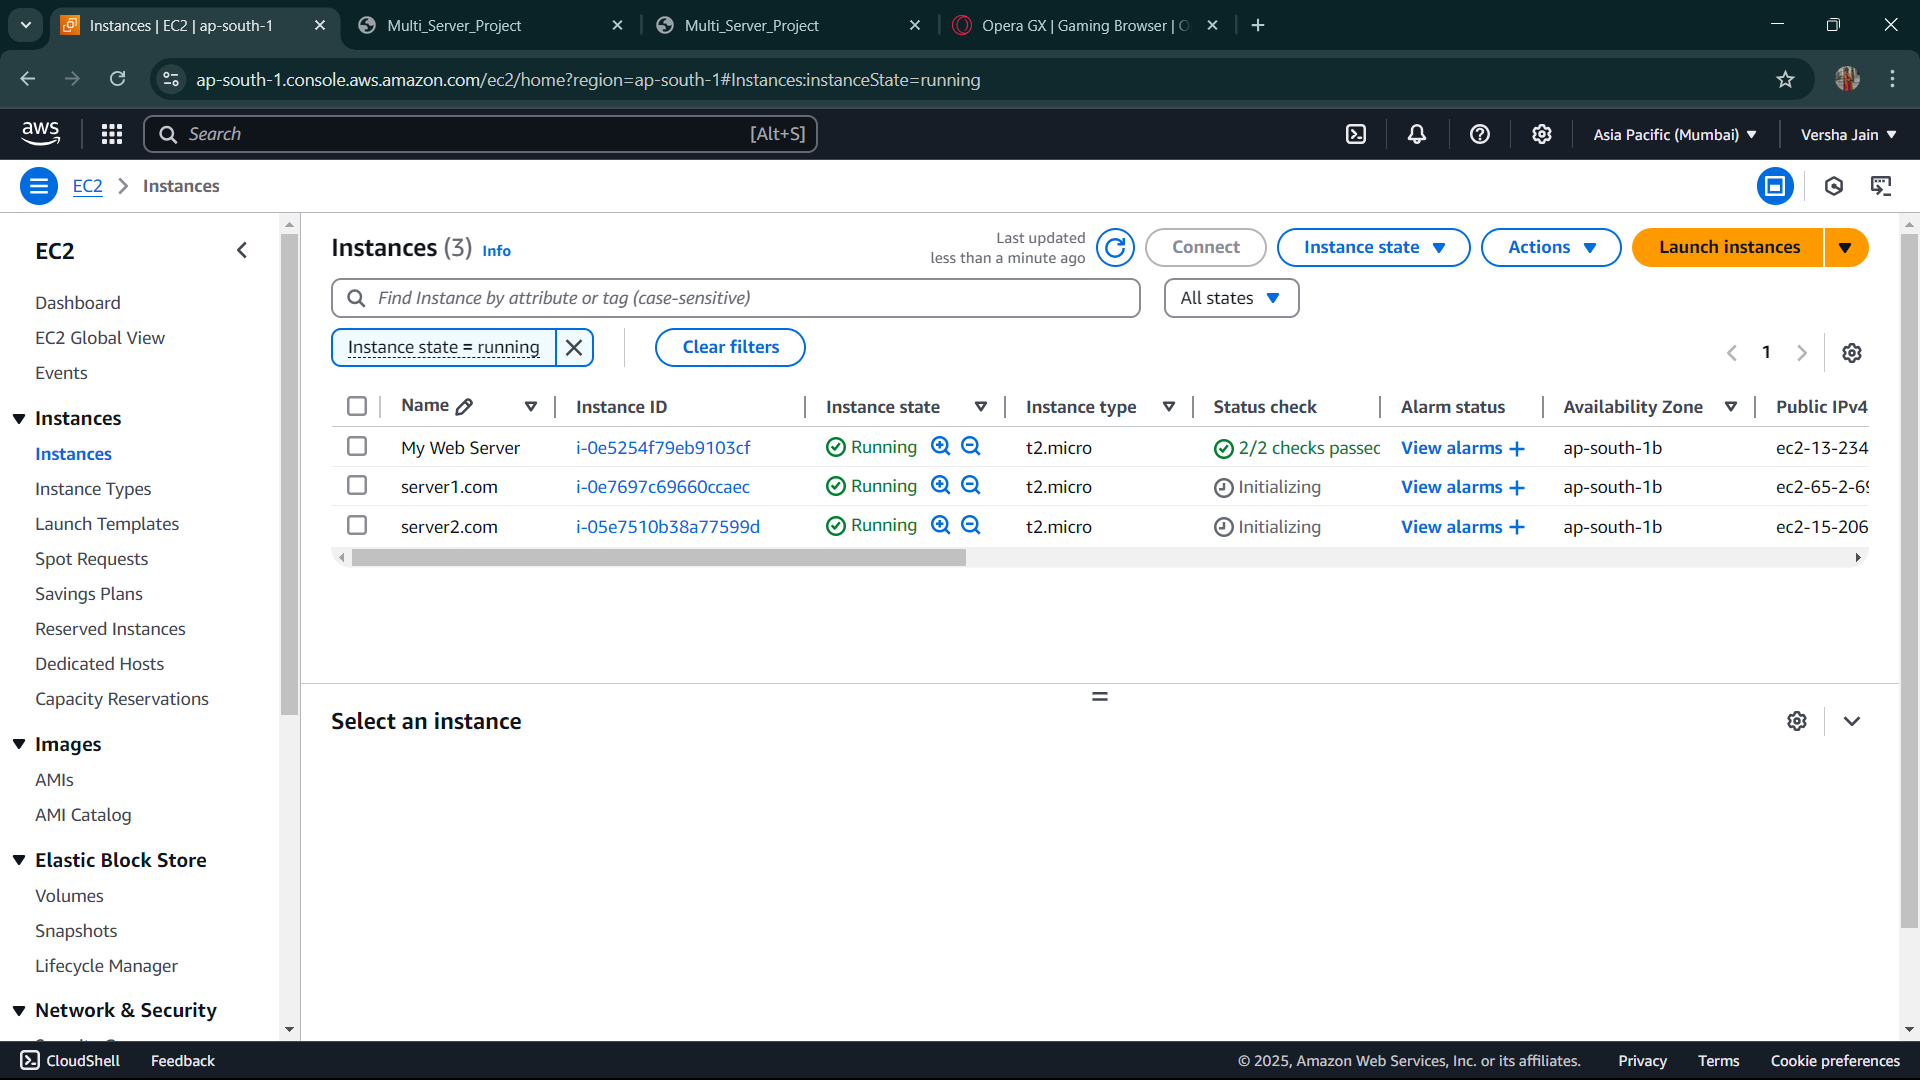 Instances | EC2 | ap-south-1
Multi_Server_Project
Multi_Server_Project
Opera GX | Gaming Browser | O
ap-south-1.console.aws.amazon.com/ec2/home?region=ap-south-1#Instances:instanceState=running
aws
Search
[Alt+S]
Asia Pacific (Mumbai)
Versha Jain
EC2
Instances
EC2
Dashboard
EC2 Global View
Events
Instances
Instances
Instance Types
Launch Templates
Spot Requests
Savings Plans
Reserved Instances
Dedicated Hosts
Capacity Reservations
Images
AMIs
AMI Catalog
Elastic Block Store
Volumes
Snapshots
Lifecycle Manager
Network & Security
Instances (3) Info
Last updated
less than a minute ago
Connect
Instance state
Actions
Launch instances
Find Instance by attribute or tag (case-sensitive)
All states
Instance state = running
Clear filters
1
Name Instance ID Instance state Instance type Status check Alarm status Availability Zone Public IPv4
My Web Server i-0e5254f79eb9103cf Running t2.micro 2/2 checks passed View alarms + ap-south-1b ec2-13-234
server1.com i-0e7697c69660ccaec Running t2.micro Initializing View alarms + ap-south-1b ec2-65-2-69
server2.com i-05e7510b38a77599d Running t2.micro Initializing View alarms + ap-south-1b ec2-15-206
Select an instance
CloudShell
Feedback
© 2025, Amazon Web Services, Inc. or its affiliates.
Privacy
Terms
Cookie preferences